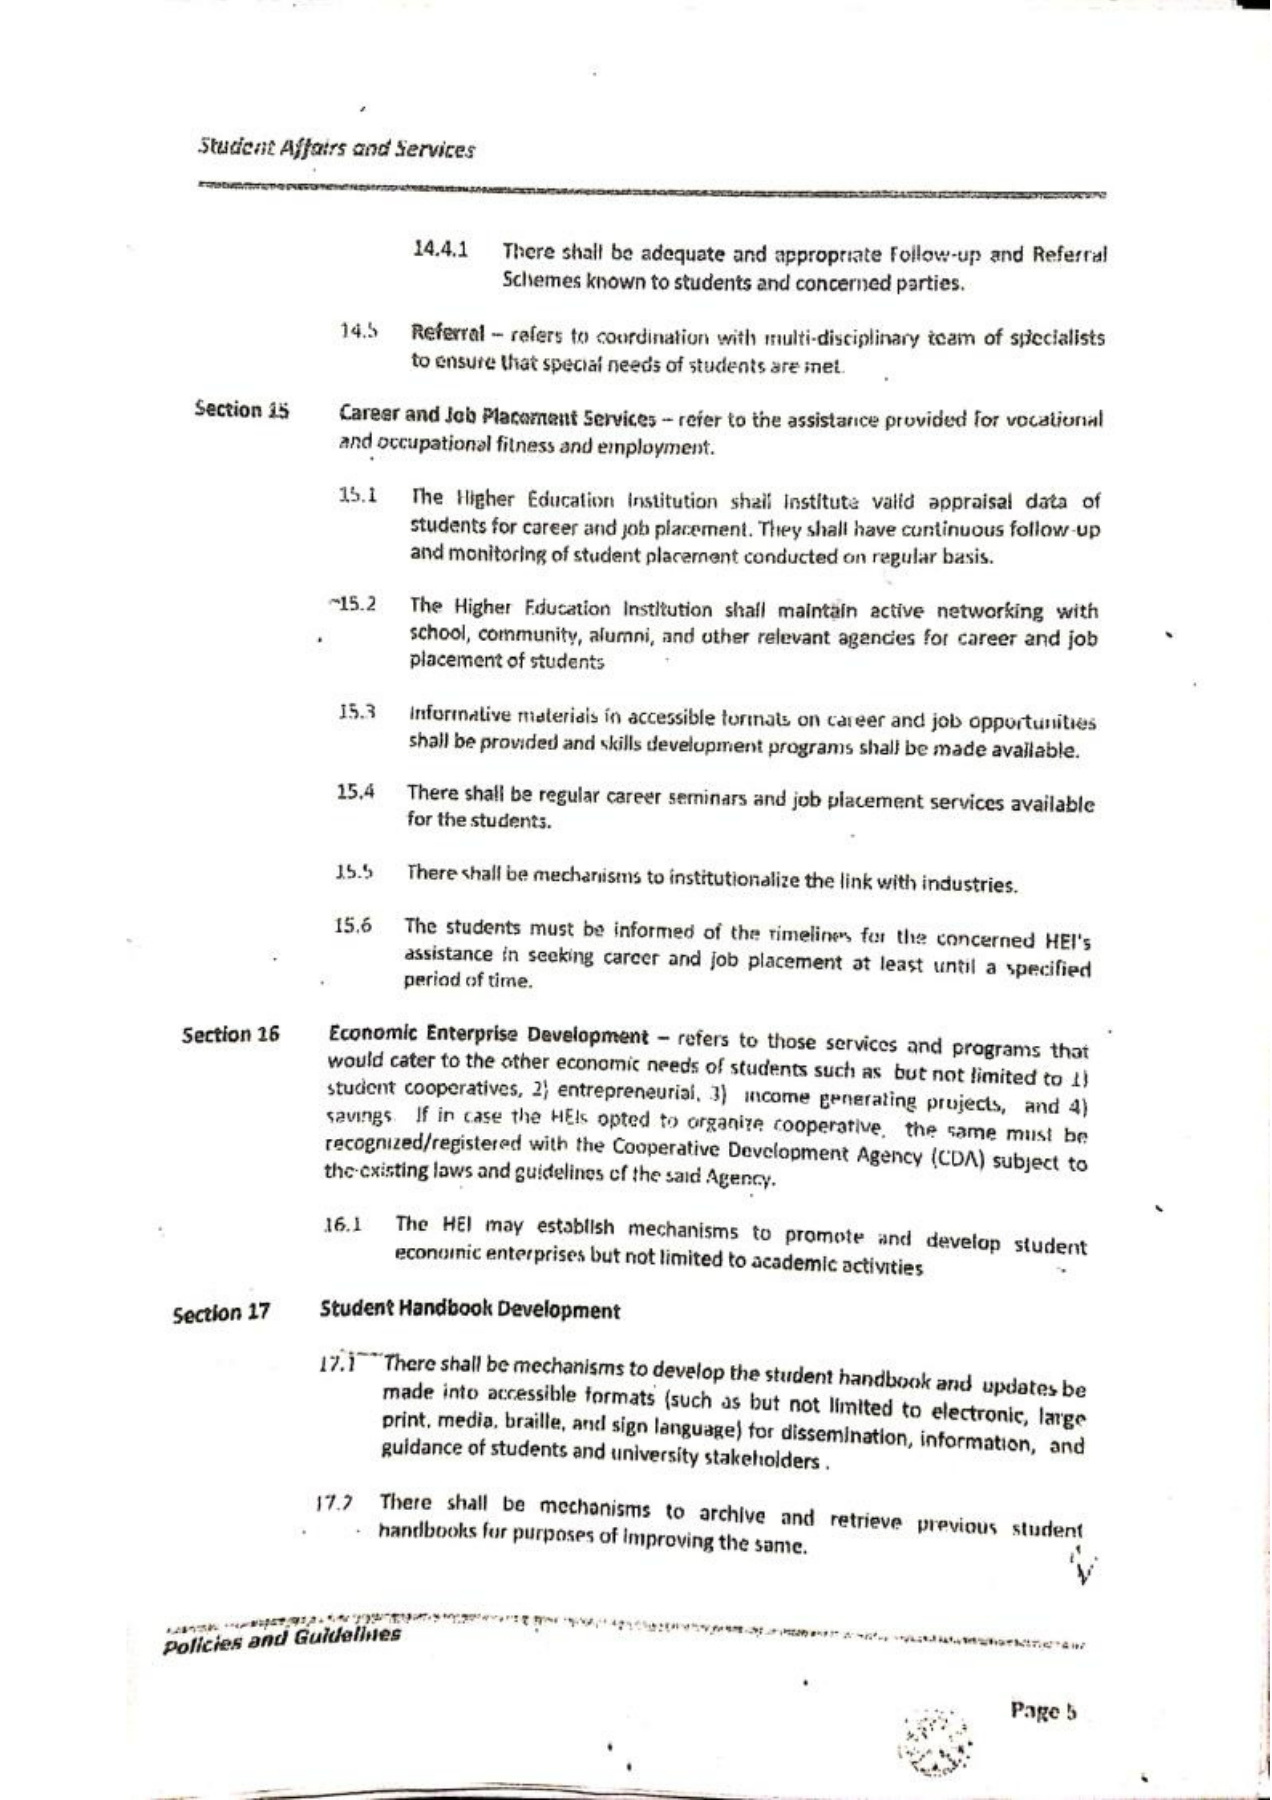 Student Affairs and Services
14.4.1 There shall be adequate and appropriate Follow-up and Referral
Schemes known to students and concerned parties.
14.5 Referral – refers to coordination with multi-disciplinary team of specialists
to ensure that special needs of students are met.
Section 15 Career and Job Placement Services – refer to the assistance provided for vocational
and occupational fitness and employment.
15.1 The Higher Education Institution shall institute valid appraisal data of
students for career and job placement. They shall have continuous follow-up
and monitoring of student placement conducted on regular basis.
15.2 The Higher Education Institution shall maintain active networking with
school, community, alumni, and other relevant agencies for career and job
placement of students
15.3 Informative materials in accessible formats on career and job opportunities
shall be provided and skills development programs shall be made available.
15.4 There shall be regular career seminars and job placement services available
for the students.
15.5 There shall be mechanisms to institutionalize the link with industries.
15.6 The students must be informed of the timelines for the concerned HEI's
assistance in seeking career and job placement at least until a specified
period of time.
Section 16 Economic Enterprise Development – refers to those services and programs that
would cater to the other economic needs of students such as but not limited to 1)
student cooperatives, 2) entrepreneurial, 3) income generating projects, and 4)
savings. If in case the HEIs opted to organize cooperative, the same must be
recognized/registered with the Cooperative Development Agency (CDA) subject to
the existing laws and guidelines of the said Agency.
16.1 The HEI may establish mechanisms to promote and develop student
economic enterprises but not limited to academic activities
Section 17 Student Handbook Development
17.1 There shall be mechanisms to develop the student handbook and updates be
made into accessible formats (such as but not limited to electronic, large
print, media, braille, and sign language) for dissemination, information, and
guidance of students and university stakeholders .
17.2 There shall be mechanisms to archive and retrieve previous student
handbooks for purposes of improving the same.
Policies and Guidelines
Page 5